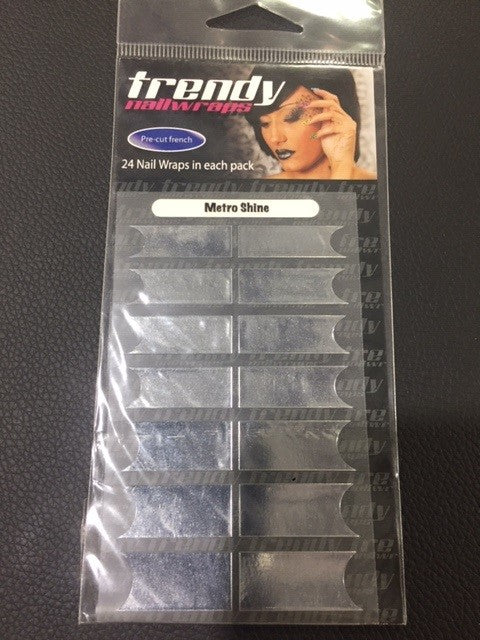 trendy
nailwraps
Pre-cut french
24 Nail Wraps in each pack
Metro Shine